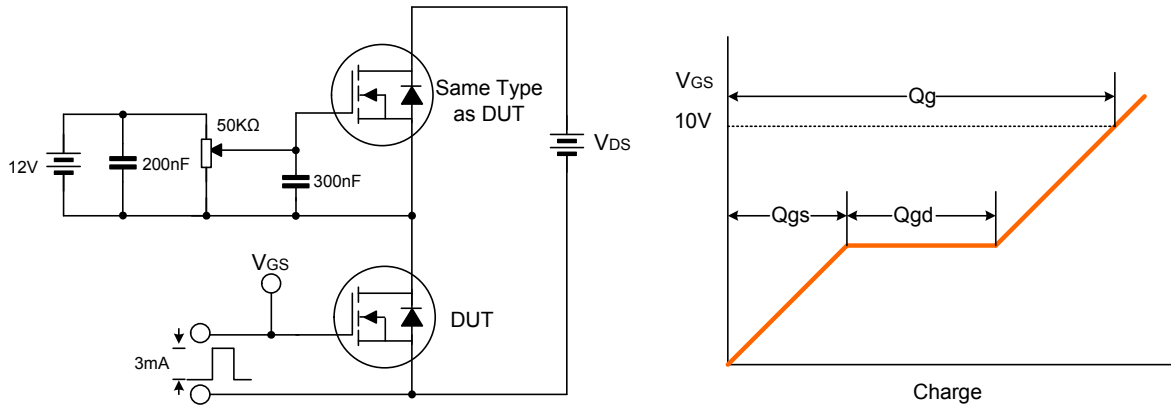 Same Type
as DUT
50KΩ
12V
200nF
300nF
VDS
VGS
DUT
3mA
VGS
Qg
10V
Qgs
Qgd
Charge